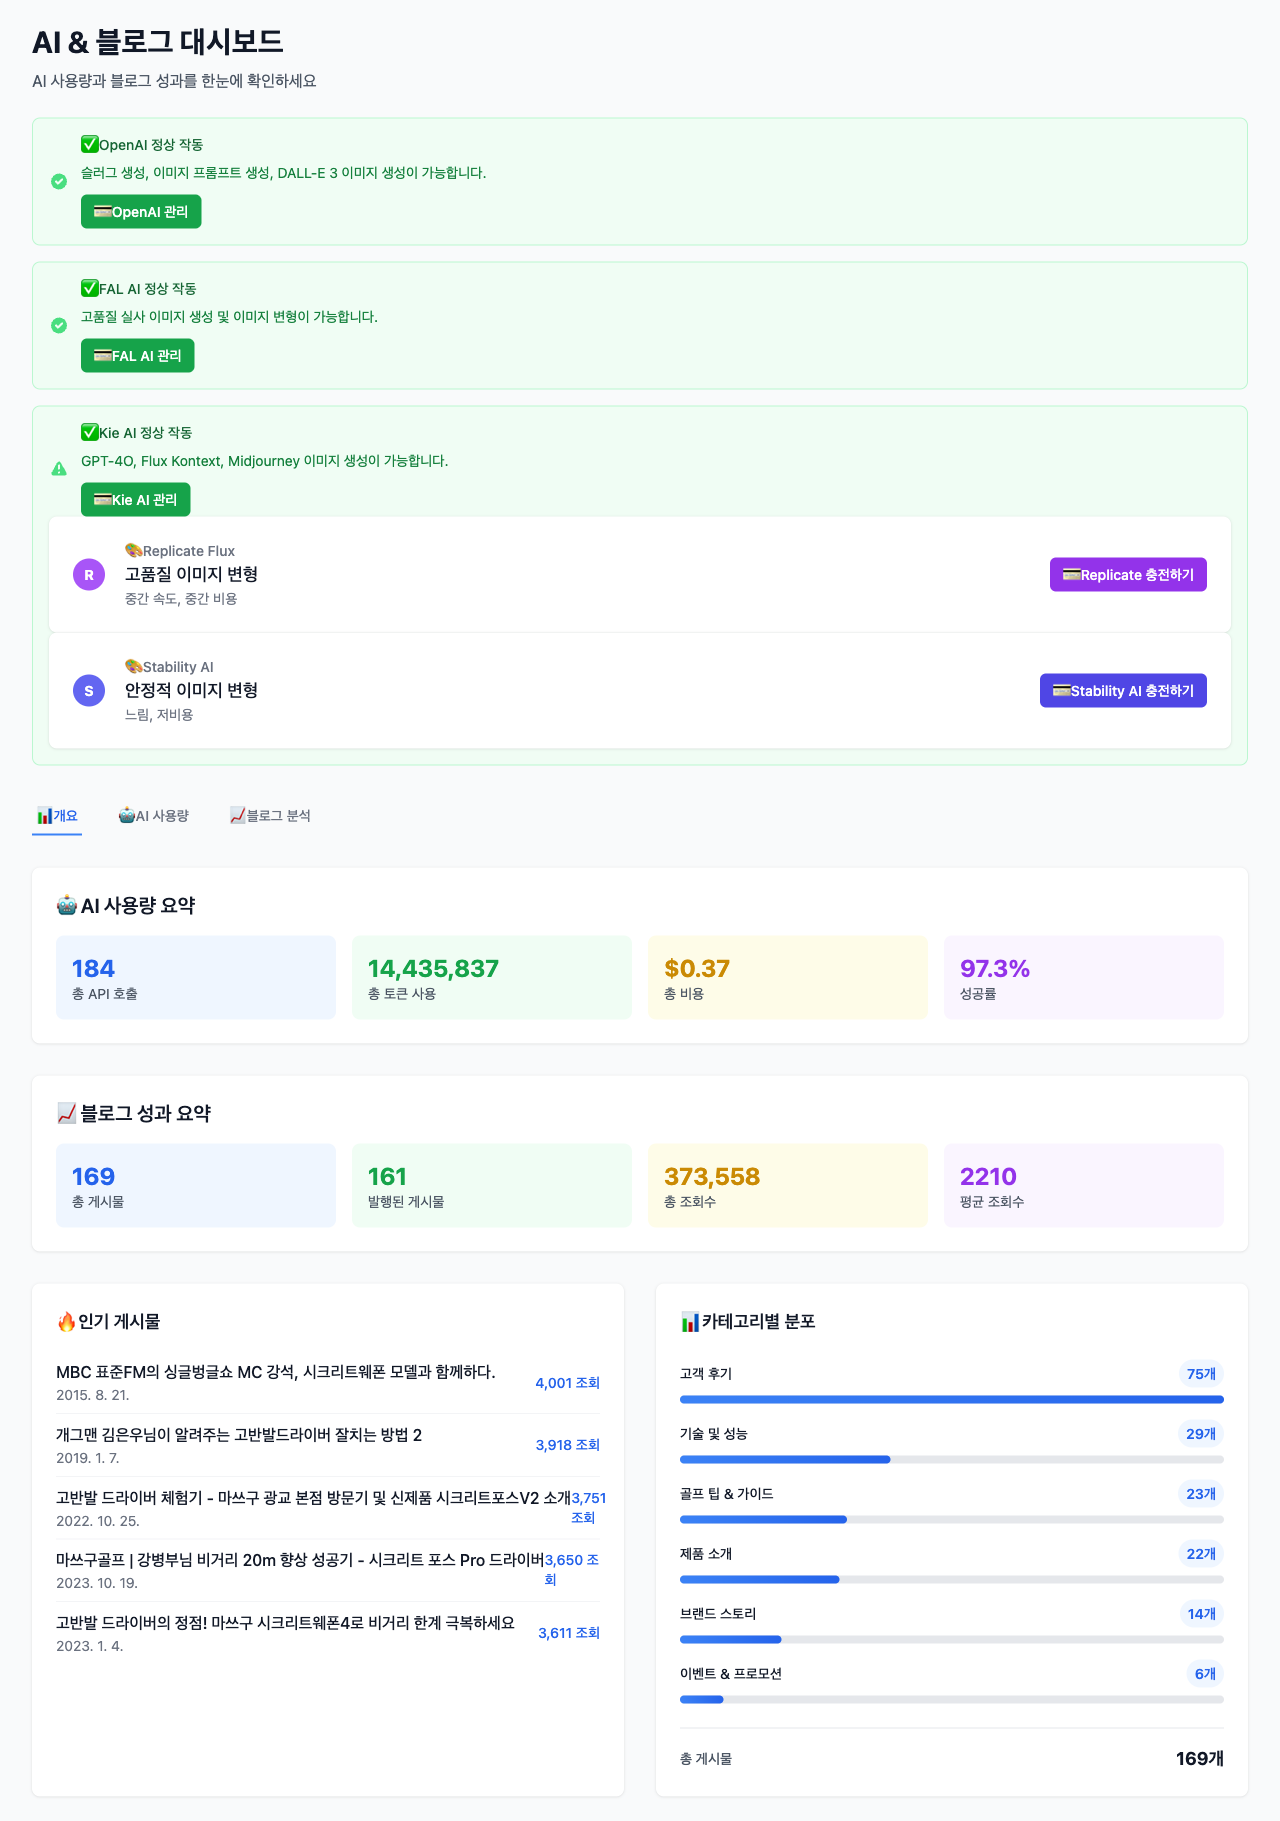 AI & 블로그 대시보드
AI 사용량과 블로그 성과를 한눈에 확인하세요
✅OpenAI 정상 작동
슬러그 생성, 이미지 프롬프트 생성, DALL-E 3 이미지 생성이 가능합니다.
💳OpenAI 관리
✅FAL AI 정상 작동
고품질 실사 이미지 생성 및 이미지 변형이 가능합니다.
💳FAL AI 관리
✅Kie AI 정상 작동
GPT-4O, Flux Kontext, Midjourney 이미지 생성이 가능합니다.
💳Kie AI 관리
R
🎨Replicate Flux
고품질 이미지 변형
중간 속도, 중간 비용
💳Replicate 충전하기
S
🎨Stability AI
안정적 이미지 변형
느림, 저비용
💳Stability AI 충전하기
📊개요 🤖AI 사용량 📈블로그 분석
🤖AI 사용량 요약
184
총 API 호출
14,435,837
총 토큰 사용
$0.37
총 비용
97.3%
성공률
📈블로그 성과 요약
169
총 게시물
161
발행된 게시물
373,558
총 조회수
2210
평균 조회수
🔥인기 게시물
MBC 표준FM의 싱글벙글쇼 MC 강석, 시크리트웨폰 모델과 함께하다.
2015. 8. 21.
4,001 조회
개그맨 김은우님이 알려주는 고반발드라이버 잘치는 방법 2
2019. 1. 7.
3,918 조회
고반발 드라이버 체험기 - 마쓰구 광교 본점 방문기 및 신제품 시크리트포스V2 소개
2022. 10. 25.
3,751
조회
마쓰구골프 | 강병부님 비거리 20m 향상 성공기 - 시크리트 포스 Pro 드라이버
2023. 10. 19.
3,650 조
회
고반발 드라이버의 정점! 마쓰구 시크리트웨폰4로 비거리 한계 극복하세요
2023. 1. 4.
3,611 조회
📊카테고리별 분포
고객 후기 75개
기술 및 성능 29개
골프 팁 & 가이드 23개
제품 소개 22개
브랜드 스토리 14개
이벤트 & 프로모션 6개
총 게시물 169개